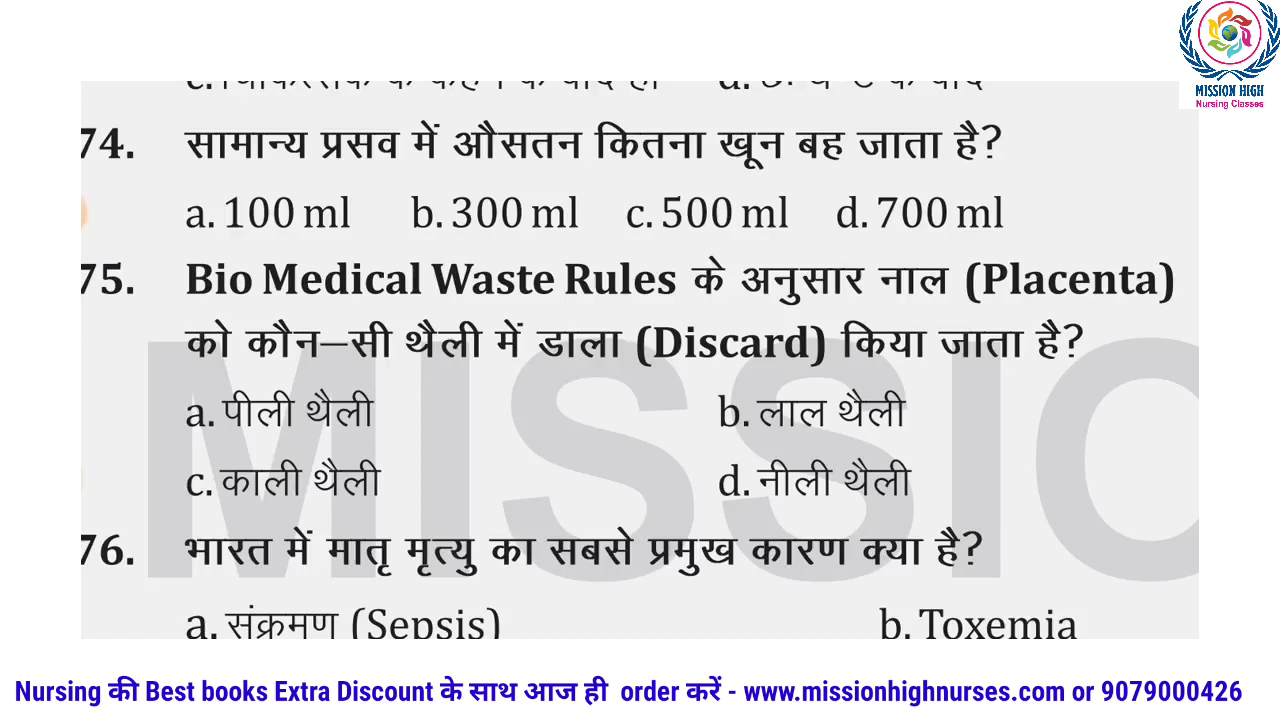 MISSION HIGH
Nursing Classes
74. सामान्य प्रसव में औसतन कितना खून बह जाता है?
a. 100 ml b. 300 ml c. 500 ml d. 700 ml
75. Bio Medical Waste Rules के अनुसार नाल (Placenta)
को कौन–सी थैली में डाला (Discard) किया जाता है?
a. पीली थैली b. लाल थैली
c. काली थैली d. नीली थैली
76. भारत में मातृ मृत्यु का सबसे प्रमुख कारण क्या है?
a. संक्रमण (Sepsis) b. Toxemia
MISSIO
Nursing की Best books Extra Discount के साथ आज ही order करें - www.missionhighnurses.com or 9079000426